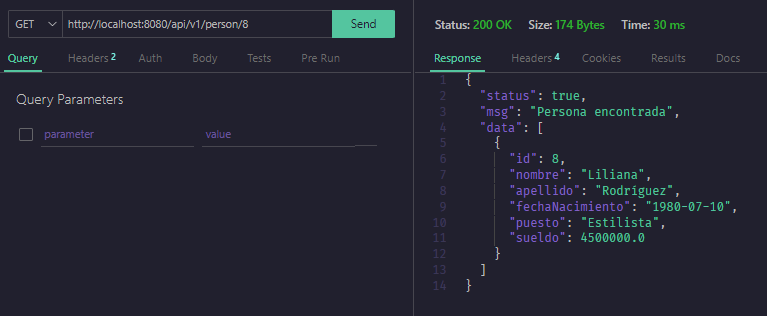 GET http://localhost:8080/api/v1/person/8 Send
Query Headers 2 Auth Body Tests Pre Run
Query Parameters
parameter value
Status: 200 OK Size: 174 Bytes Time: 30 ms
Response Headers 4 Cookies Results Docs
1 {
2 "status": true,
3 "msg": "Persona encontrada",
4 "data": [
5 {
6 "id": 8,
7 "nombre": "Liliana",
8 "apellido": "Rodríguez",
9 "fechaNacimiento": "1980-07-10",
10 "puesto": "Estilista",
11 "sueldo": 4500000.0
12 }
13 ]
14 }